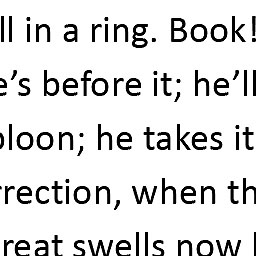 ll in a ring. Book!
e’s before it; he’ll
bloon; he takes it
rrection, when th
reat swells now